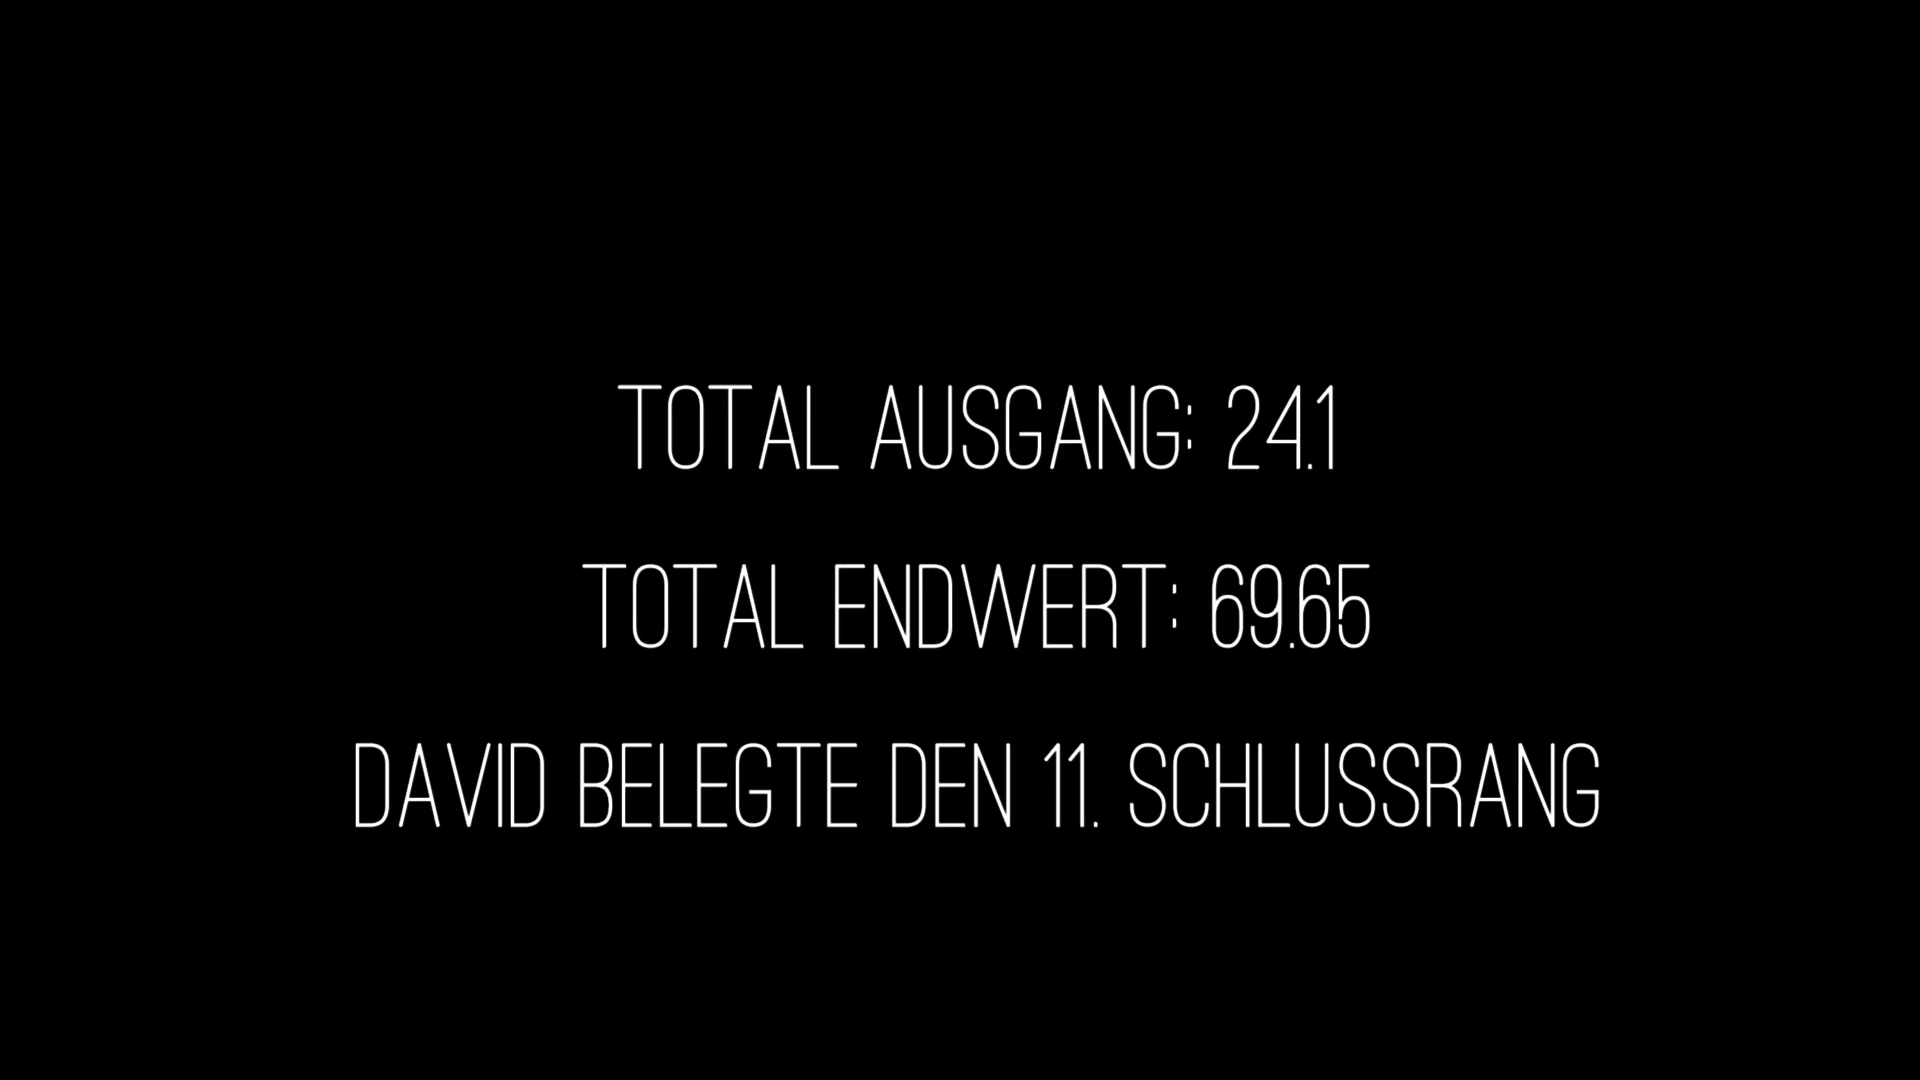 TOTAL AUSGANG: 24.1
TOTAL ENDWERT: 69.65
DAVID BELEGTE DEN 11. SCHLUSSRANG